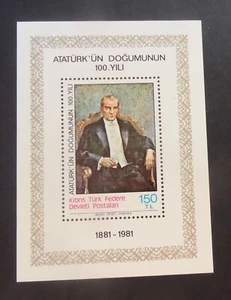 ATATÜRK'ÜN DOĞUMUNUN
100.YILI
ATATÜRK'ÜN DOĞUMUNUN 100.YILI
Kıbrıs Türk Federe
Devleti Postaları
150
T.L.
1881-1981